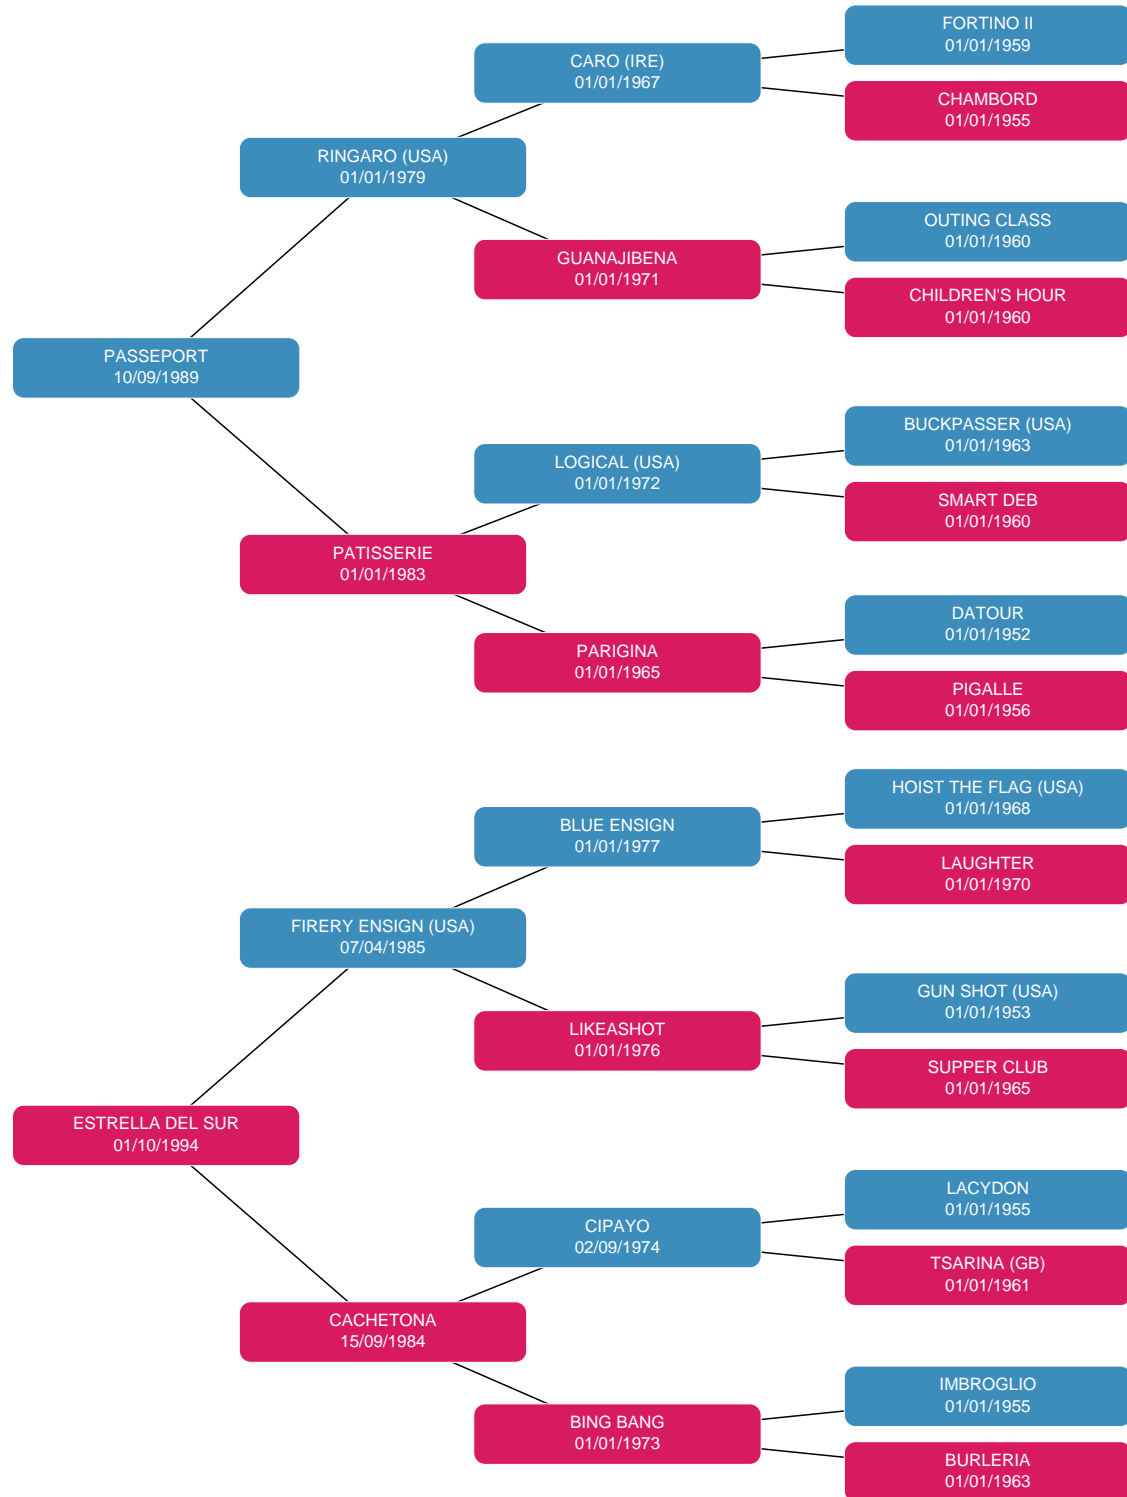 FORTINO II
01/01/1959
CARO (IRE)
01/01/1967
CHAMBORD
01/01/1955
RINGARO (USA)
01/01/1979
OUTING CLASS
01/01/1960
GUANAJIBENA
01/01/1971
CHILDREN'S HOUR
01/01/1960
PASSEPORT
10/09/1989
BUCKPASSER (USA)
01/01/1963
LOGICAL (USA)
01/01/1972
SMART DEB
01/01/1960
PATISSERIE
01/01/1983
DATOUR
01/01/1952
PARIGINA
01/01/1965
PIGALLE
01/01/1956
HOIST THE FLAG (USA)
01/01/1968
BLUE ENSIGN
01/01/1977
LAUGHTER
01/01/1970
FIRERY ENSIGN (USA)
07/04/1985
GUN SHOT (USA)
01/01/1953
LIKEASHOT
01/01/1976
SUPPER CLUB
01/01/1965
ESTRELLA DEL SUR
01/10/1994
LACYDON
01/01/1955
CIPAYO
02/09/1974
TSARINA (GB)
01/01/1961
CACHETONA
15/09/1984
IMBROGLIO
01/01/1955
BING BANG
01/01/1973
BURLERIA
01/01/1963